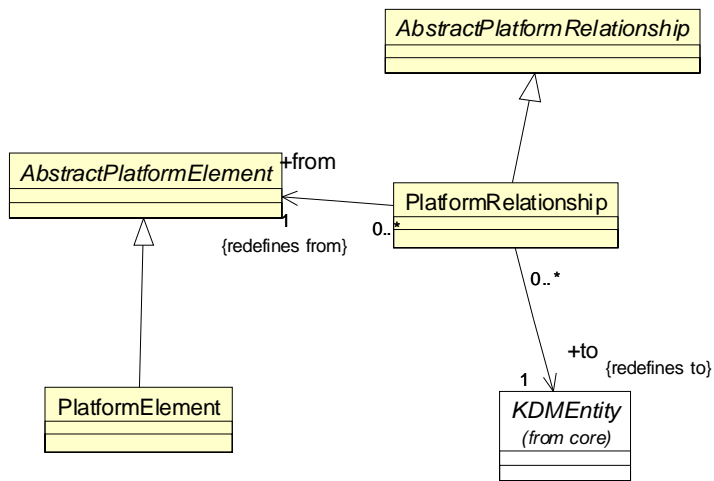 AbstractPlatformRelationship
AbstractPlatformElement
+from
PlatformRelationship
1
0..*
{redefines from}
0..*
+to
{redefines to}
1
PlatformElement
KDMEntity
(from core)